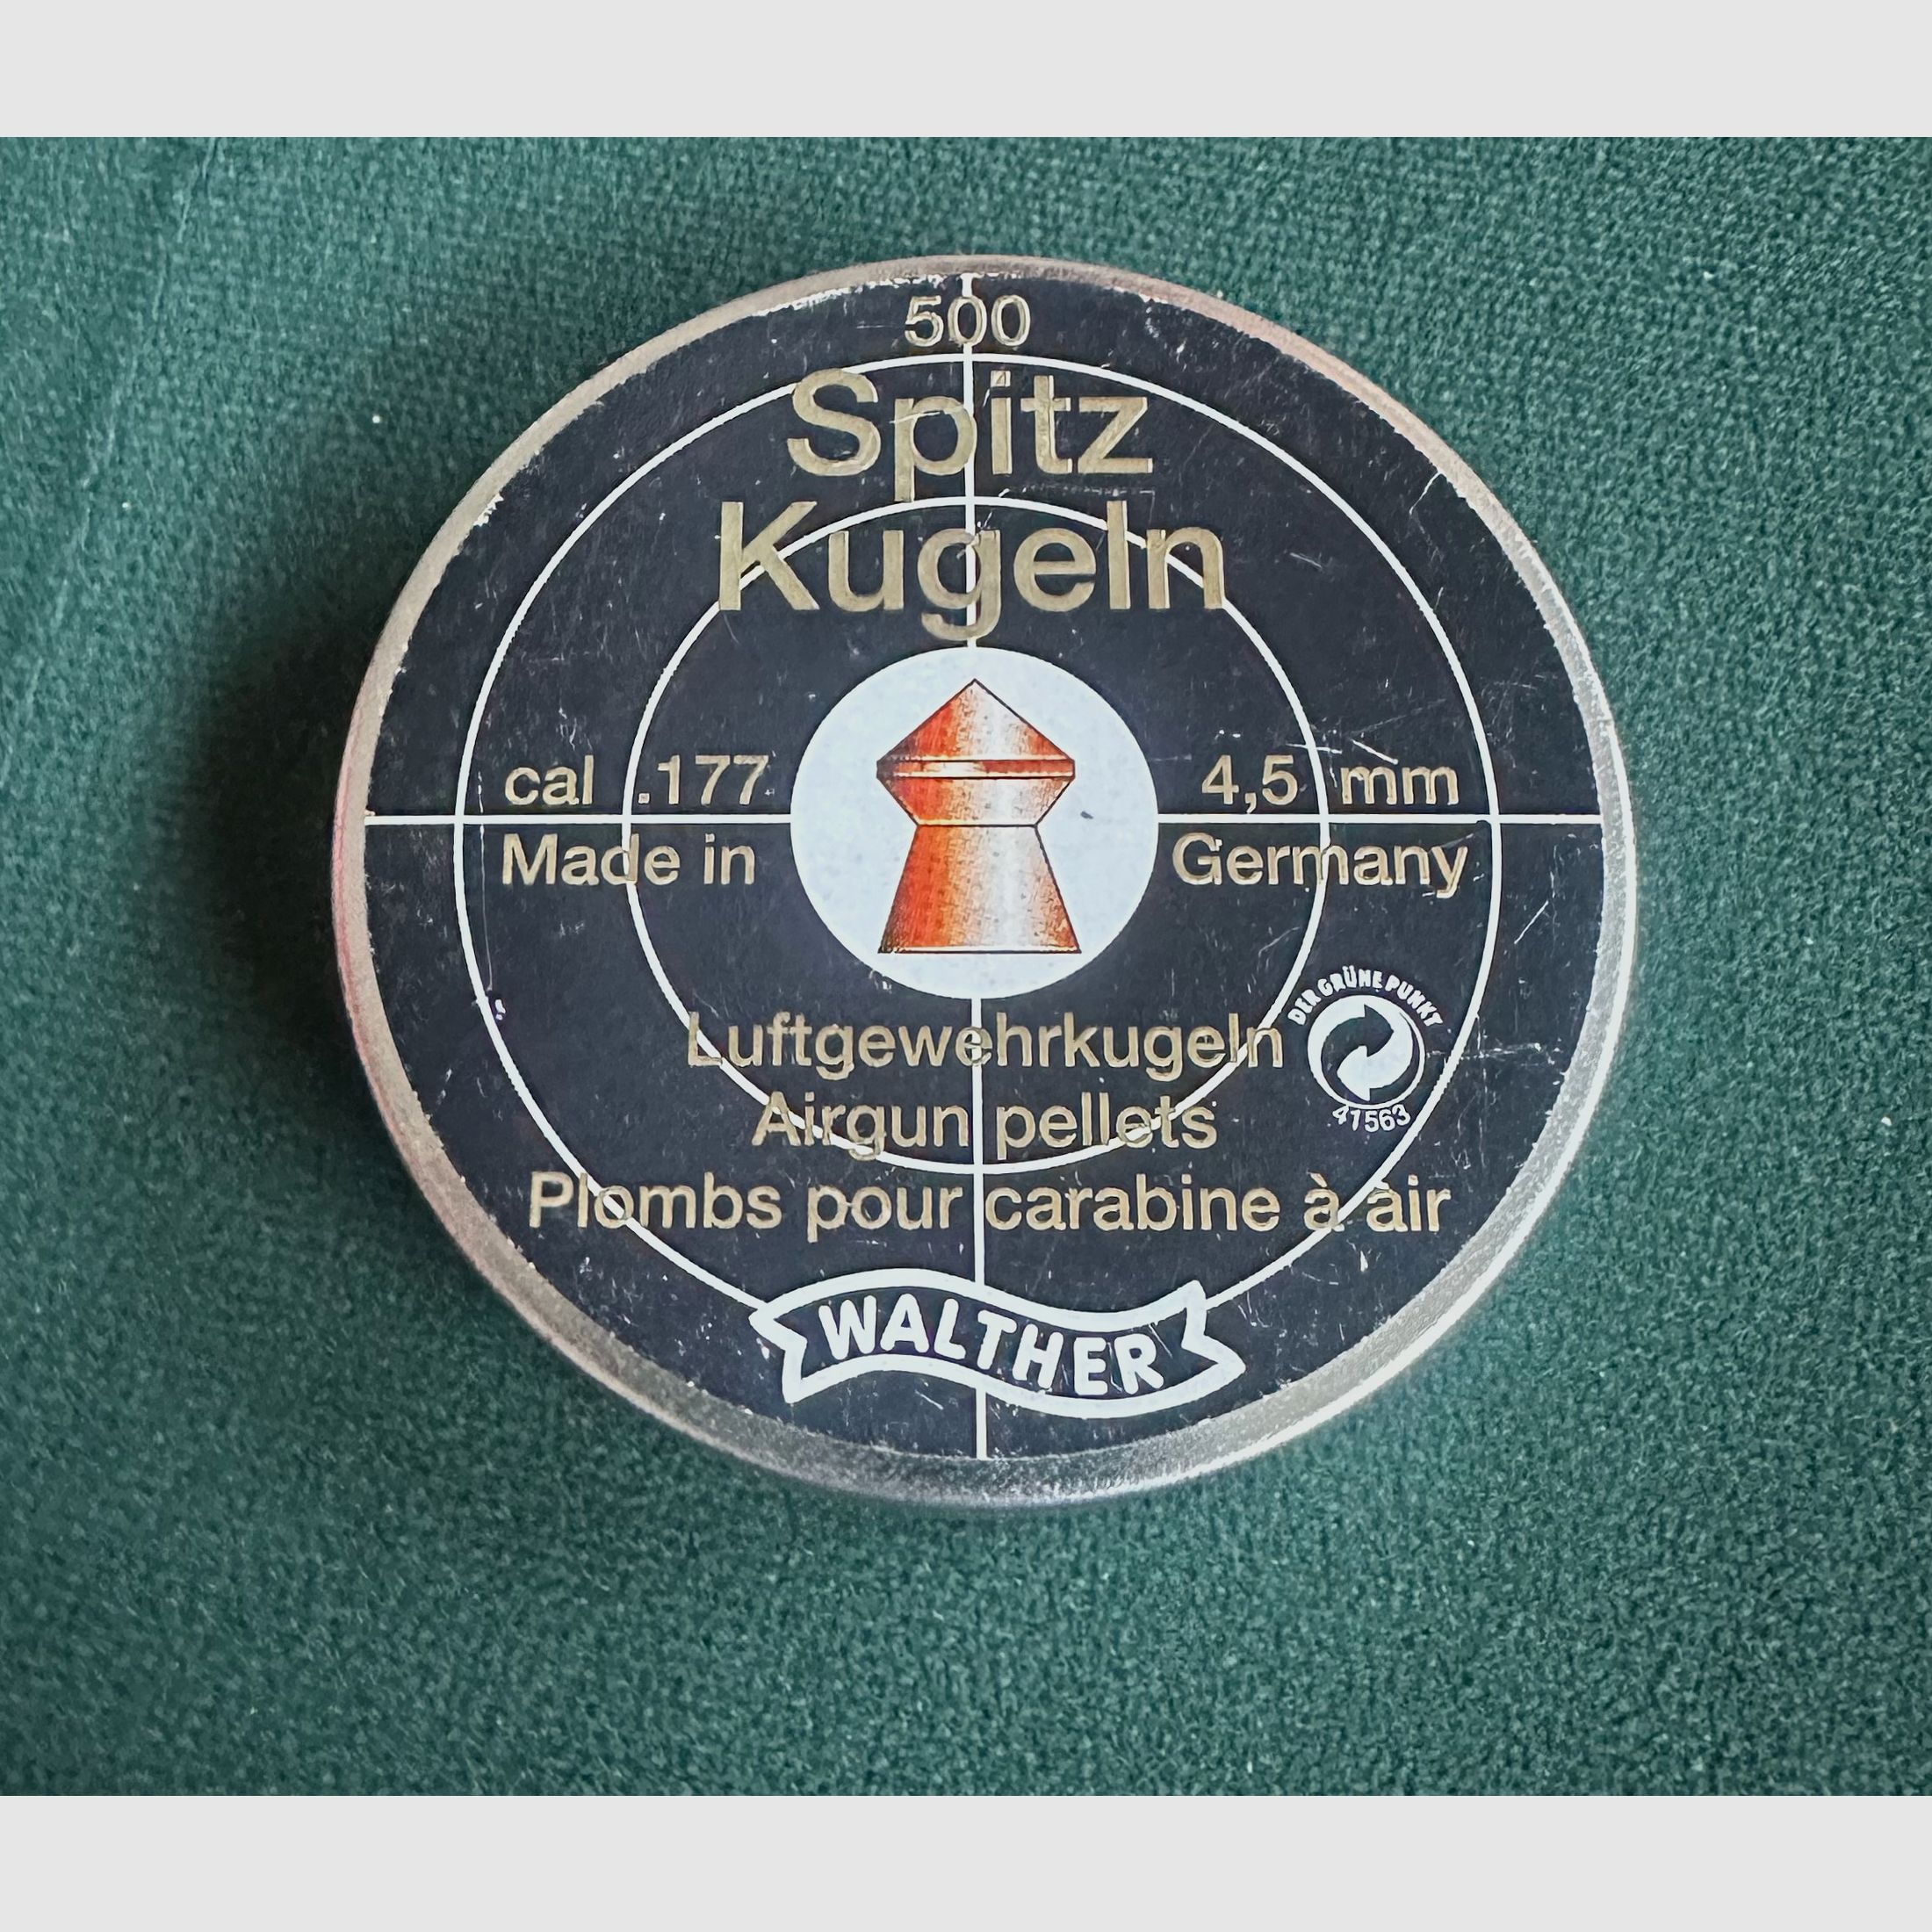 500
Spitz
Kugeln
cal .177 4,5 mm
Made in Germany
DER GRÜNE PUNKT
41563
Luftgewehrkugeln
Airgun pellets
Plombs pour carabine à air
WALTHER